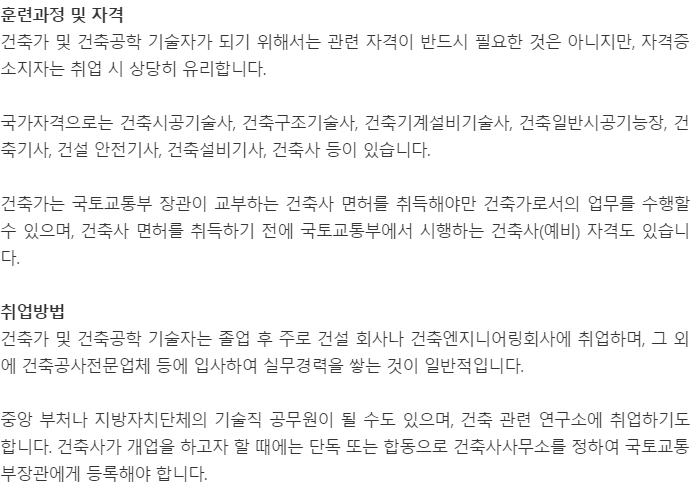 훈련과정 및 자격
건축가 및 건축공학 기술자가 되기 위해서는 관련 자격이 반드시 필요한 것은 아니지만, 자격증
소지자는 취업 시 상당히 유리합니다.
국가자격으로는 건축시공기술사, 건축구조기술사, 건축기계설비기술사, 건축일반시공기능장, 건
축기사, 건설 안전기사, 건축설비기사, 건축사 등이 있습니다.
건축가는 국토교통부 장관이 교부하는 건축사 면허를 취득해야만 건축가로서의 업무를 수행할
수 있으며, 건축사 면허를 취득하기 전에 국토교통부에서 시행하는 건축사(예비) 자격도 있습니
다.
취업방법
건축가 및 건축공학 기술자는 졸업 후 주로 건설 회사나 건축엔지니어링회사에 취업하며, 그 외
에 건축공사전문업체 등에 입사하여 실무경력을 쌓는 것이 일반적입니다.
중앙 부처나 지방자치단체의 기술직 공무원이 될 수도 있으며, 건축 관련 연구소에 취업하기도
합니다. 건축사가 개업을 하고자 할 때에는 단독 또는 합동으로 건축사사무소를 정하여 국토교통
부장관에게 등록해야 합니다.